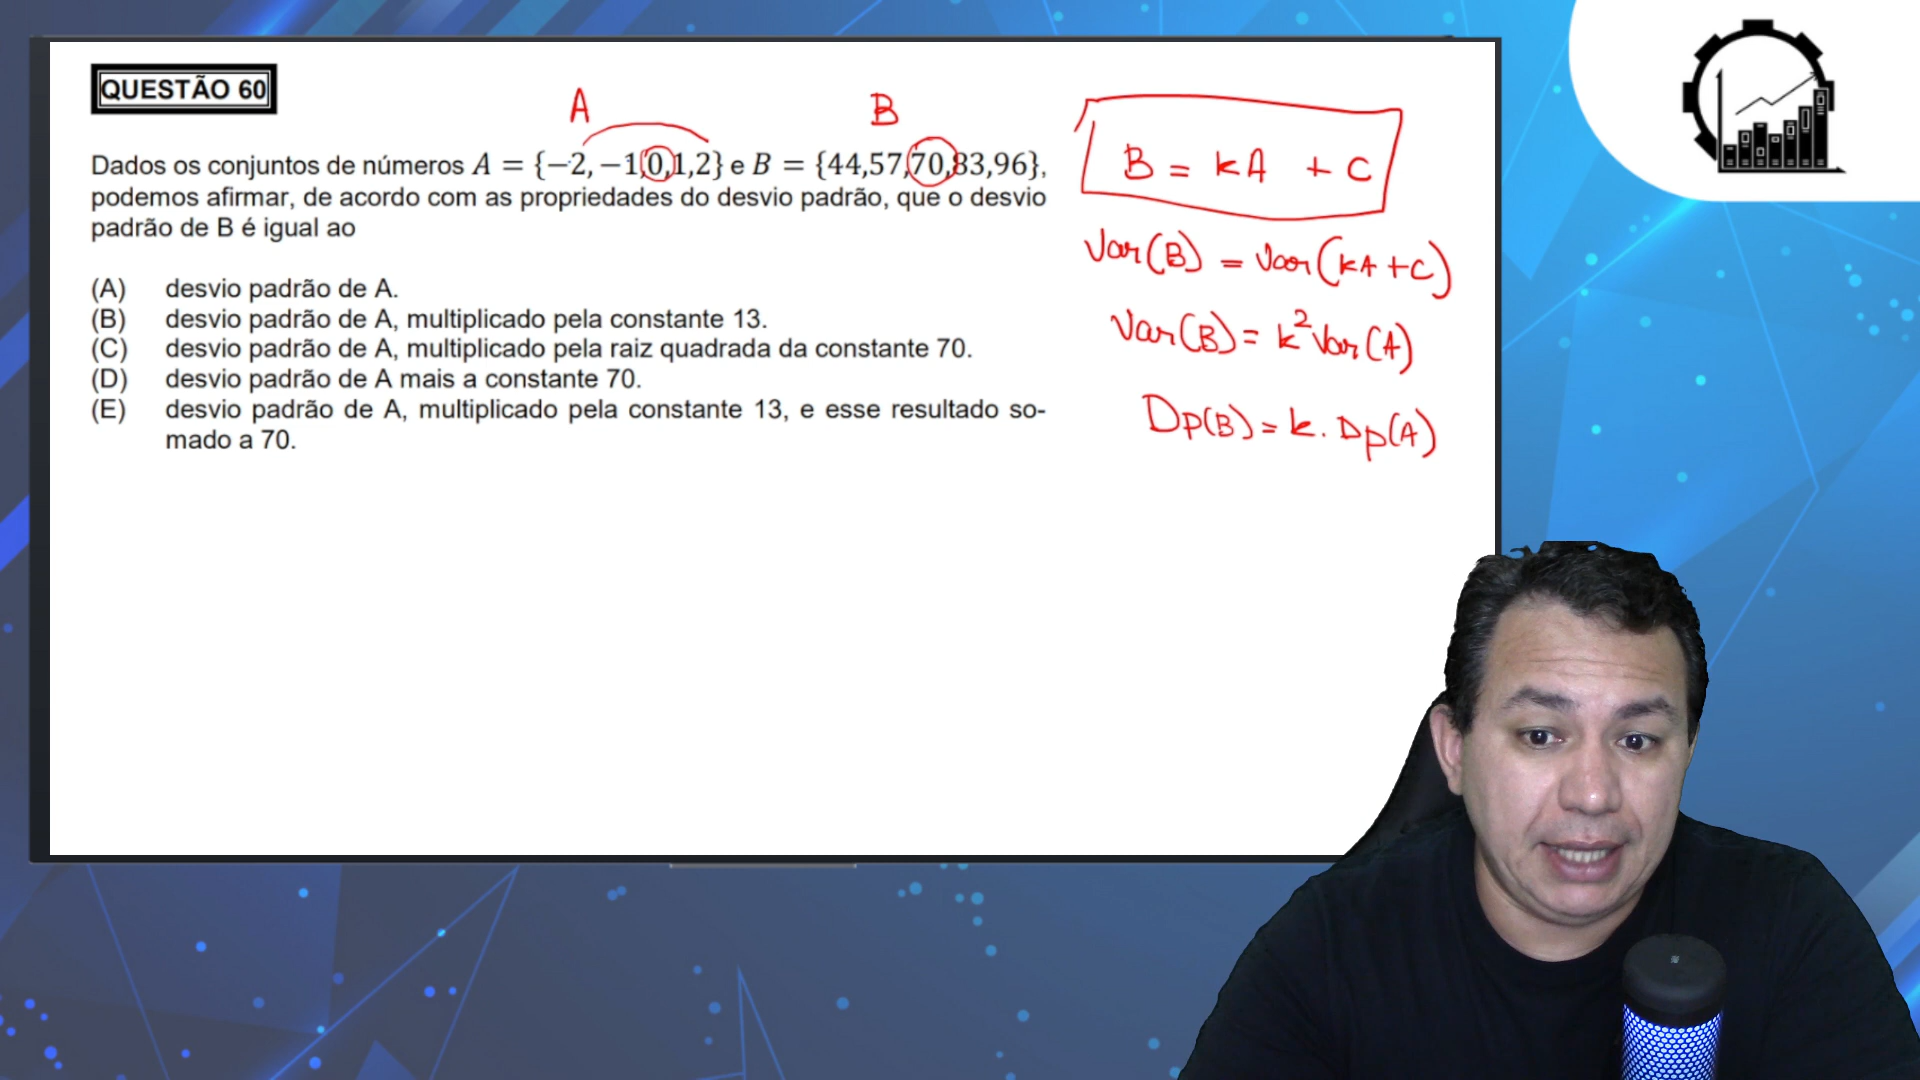 QUESTÃO 60
A
B
Dados os conjuntos de números A = {−2, −1,0,1,2} e B = {44,57,70,83,96},
podemos afirmar, de acordo com as propriedades do desvio padrão, que o desvio
padrão de B é igual ao
(A) desvio padrão de A.
(B) desvio padrão de A, multiplicado pela constante 13.
(C) desvio padrão de A, multiplicado pela raiz quadrada da constante 70.
(D) desvio padrão de A mais a constante 70.
(E) desvio padrão de A, multiplicado pela constante 13, e esse resultado so-
mado a 70.
B = kA + C
Var(B) = Var(kA + C)
Var(B) = k² Var(A)
Dp(B) = k. Dp(A)